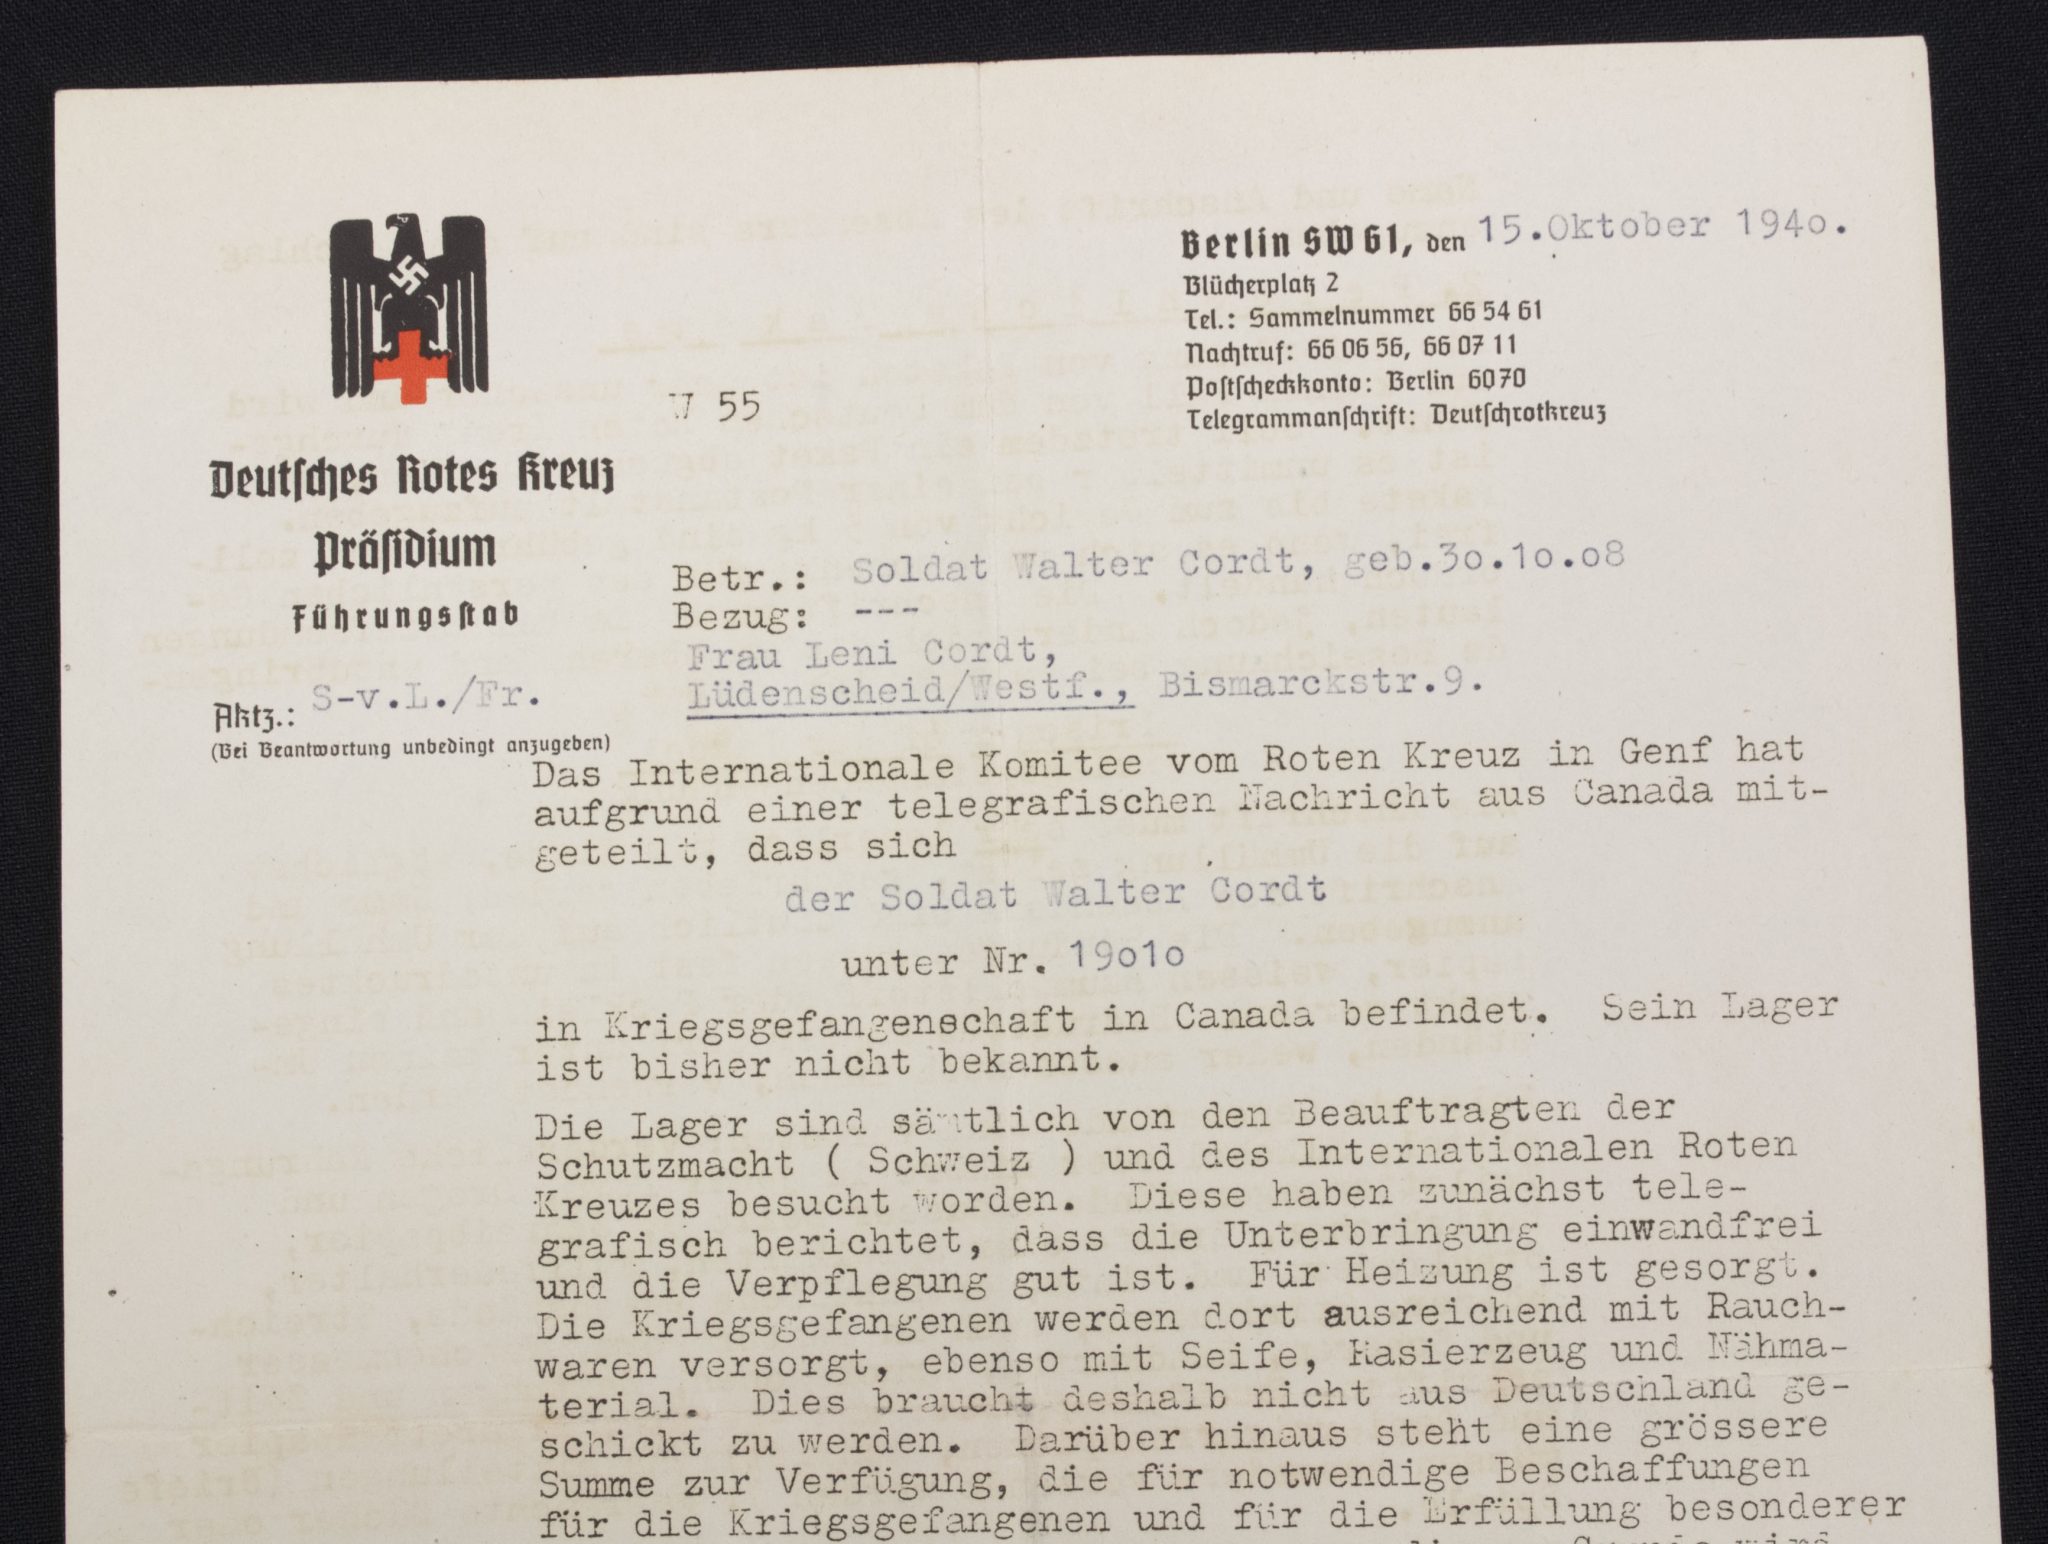 Berlin SW 61, den 15.Oktober 194o.
Blücherplatz 2
Tel.: Sammelnummer 66 54 61
Nachtruf: 66 06 56, 66 07 11
Postscheckkonto: Berlin 6070
Telegrammanschrift: Deutschrotkreuz
W 55
Deutsches Rotes Kreuz
Präsidium
Führungsstab
Aktz.: S-v.L./Fr.
(Bei Beantwortung unbedingt anzugeben)
Betr.: Soldat Walter Cordt, geb.3o.1o.o8
Bezug: ---
Frau Leni Cordt,
Lüdenscheid/Westf., Bismarckstr.9.
Das Internationale Komitee vom Roten Kreuz in Genf hat
aufgrund einer telegrafischen Nachricht aus Canada mit-
geteilt, dass sich
der Soldat Walter Cordt
unter Nr. 19o1o
in Kriegsgefangenschaft in Canada befindet. Sein Lager
ist bisher nicht bekannt.
Die Lager sind sämtlich von den Beauftragten der
Schutzmacht ( Schweiz ) und des Internationalen Roten
Kreuzes besucht worden. Diese haben zunächst tele-
grafisch berichtet, dass die Unterbringung einwandfrei
und die Verpflegung gut ist. Für Heizung ist gesorgt.
Die Kriegsgefangenen werden dort ausreichend mit Rauch-
waren versorgt, ebenso mit Seife, Rasierzeug und Nähma-
terial. Dies braucht deshalb nicht aus Deutschland ge-
schickt zu werden. Darüber hinaus steht eine grössere
Summe zur Verfügung, die für notwendige Beschaffungen
für die Kriegsgefangenen und für die Erfüllung besonderer